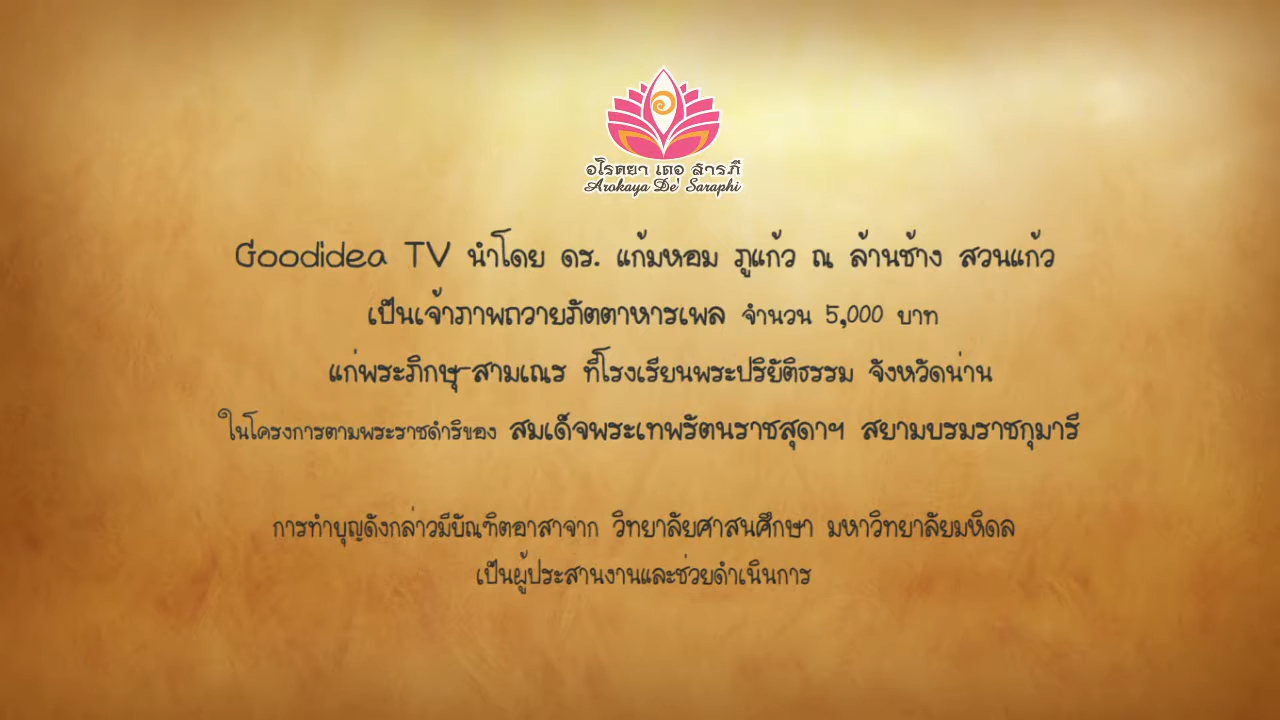 อโรคยา เดอ สารภี
Arokaya De' Saraphi
Goodidea TV นำโดย ดร. แก้มหอม ภูแก้ว ณ ล้านช้าง สวนแก้ว
เป็นเจ้าภาพถวายภัตตาหารเพล จำนวน 5,000 บาท
แก่พระภิกษุ-สามเณร ที่โรงเรียนพระปริยัติธรรม จังหวัดน่าน
ในโครงการตามพระราชดำริของ สมเด็จพระเทพรัตนราชสุดาฯ สยามบรมราชกุมารี
การทำบุญดังกล่าวมีบัณฑิตอาสาจาก วิทยาลัยศาสนศึกษา มหาวิทยาลัยมหิดล
เป็นผู้ประสานงานและช่วยดำเนินการ